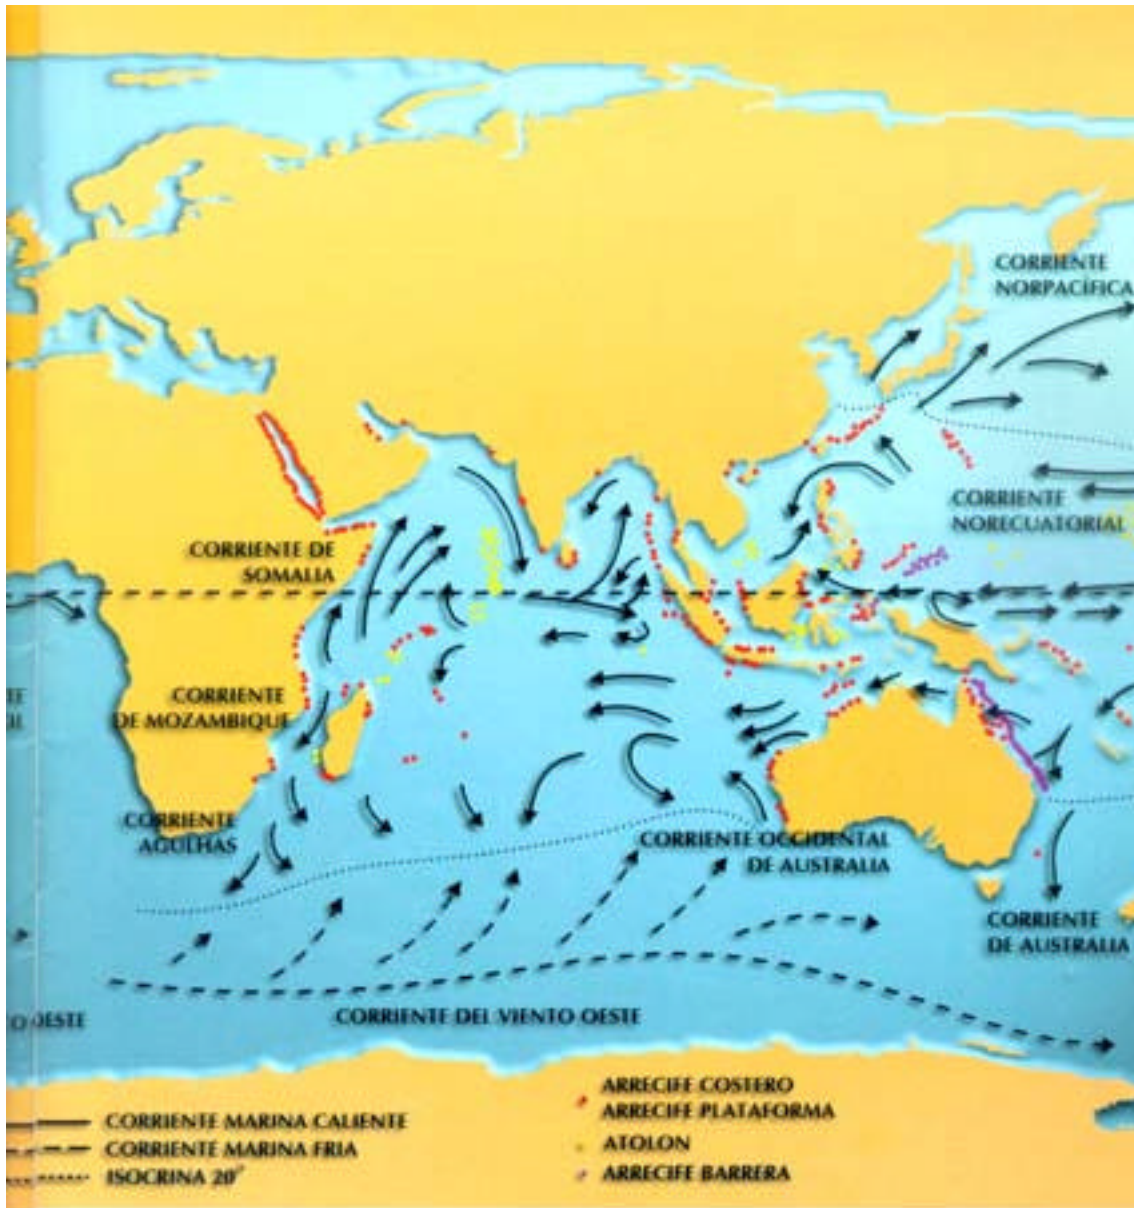 CORRIENTE
NORPACÍFICA
CORRIENTE
NORECUATORIAL
CORRIENTE DE
SOMALIA
CORRIENTE
DE MOZAMBIQUE
CORRIENTE
AGULHAS
CORRIENTE OCCIDENTAL
DE AUSTRALIA
CORRIENTE
DE AUSTRALIA
OESTE
CORRIENTE DEL VIENTO OESTE
CORRIENTE MARINA CALIENTE
CORRIENTE MARINA FRIA
ISOCRINA 20°
ARRECIFE COSTERO
ARRECIFE PLATAFORMA
ATOLON
ARRECIFE BARRERA